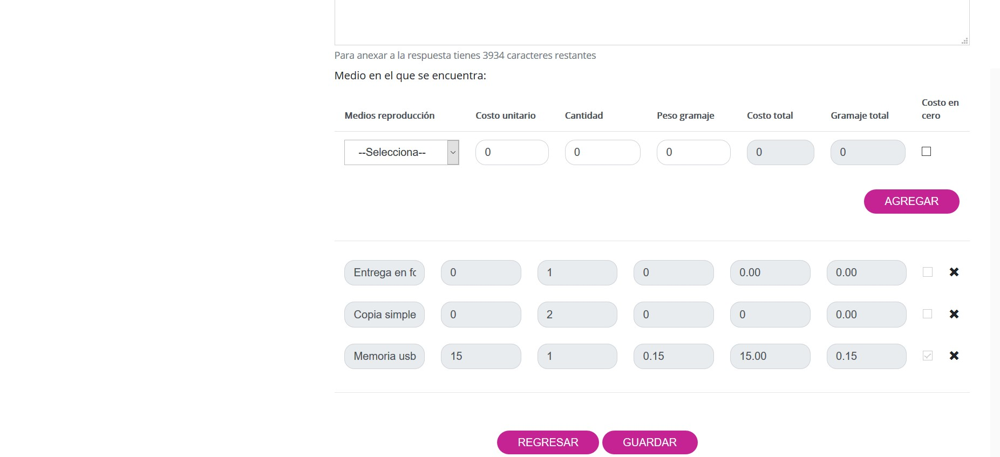 Para anexar a la respuesta tienes 3934 caracteres restantes
Medio en el que se encuentra:
Medios reproducción Costo unitario Cantidad Peso gramaje Costo total Gramaje total Costo en cero
--Selecciona-- 0 0 0 0 0
AGREGAR
Entrega en fo 0 1 0 0.00 0.00
Copia simple 0 2 0 0 0.00
Memoria usb 15 1 0.15 15.00 0.15
REGRESAR GUARDAR